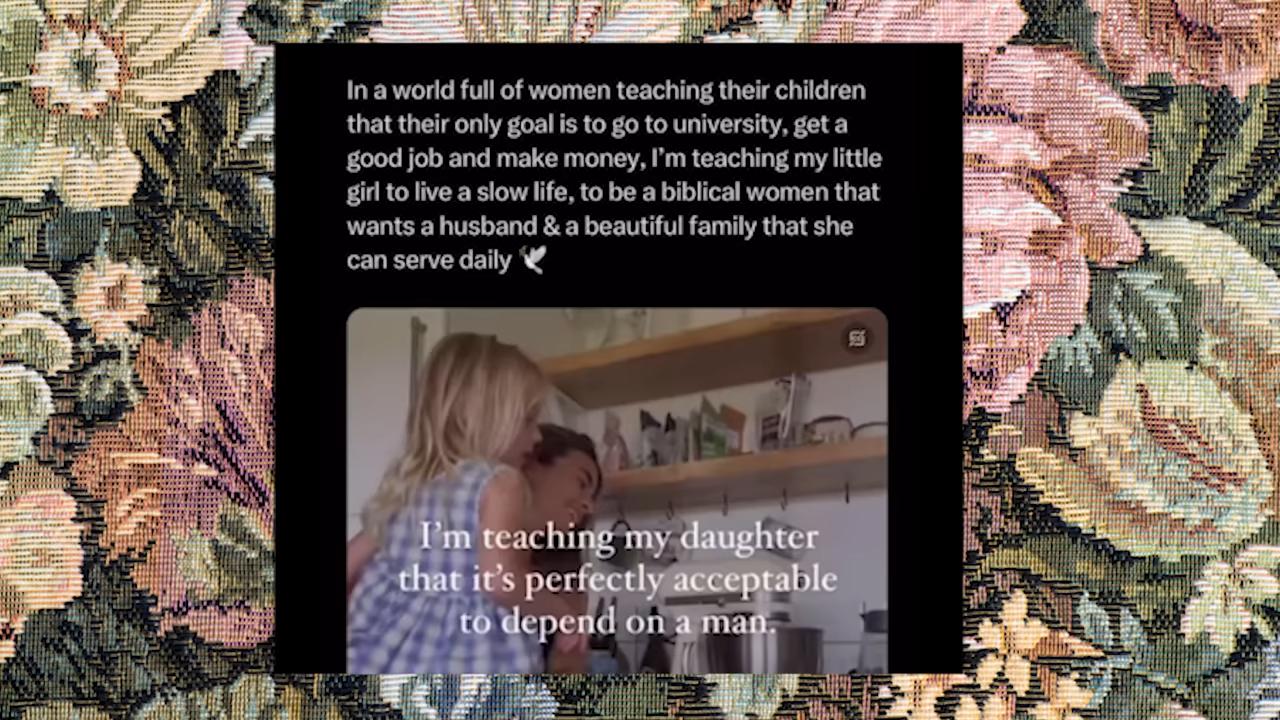 In a world full of women teaching their children
that their only goal is to go to university, get a
good job and make money, I'm teaching my little
girl to live a slow life, to be a biblical women that
wants a husband & a beautiful family that she
can serve daily 🕊️
I'm teaching my daughter
that it's perfectly acceptable
to depend on a man.